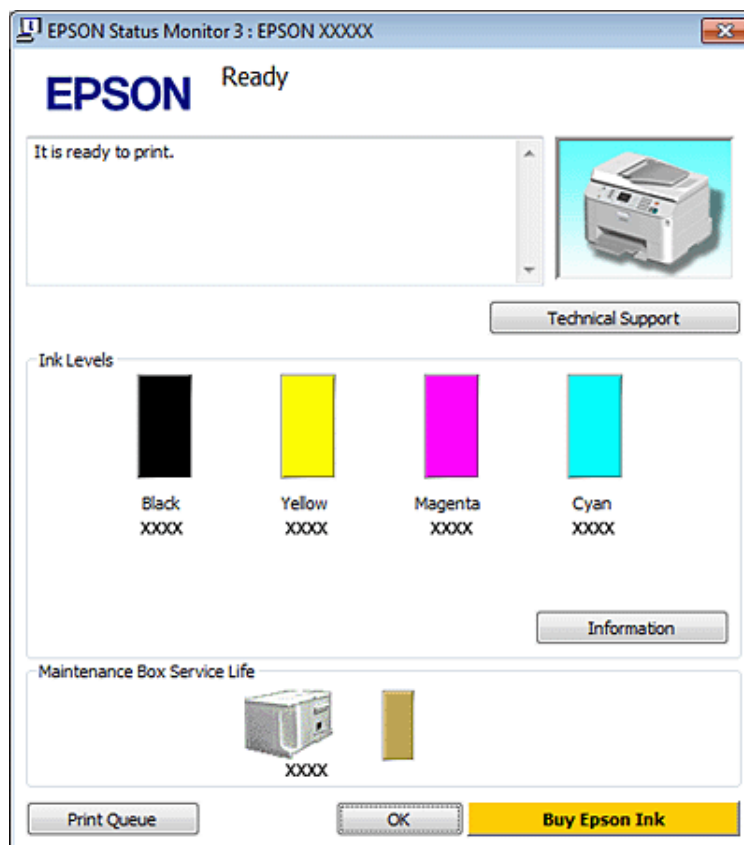 EPSON Status Monitor 3 : EPSON XXXXX
EPSON
Ready
It is ready to print.
Technical Support
Ink Levels
Black Yellow Magenta Cyan
XXXX XXXX XXXX XXXX
Information
Maintenance Box Service Life
XXXX
Print Queue OK Buy Epson Ink